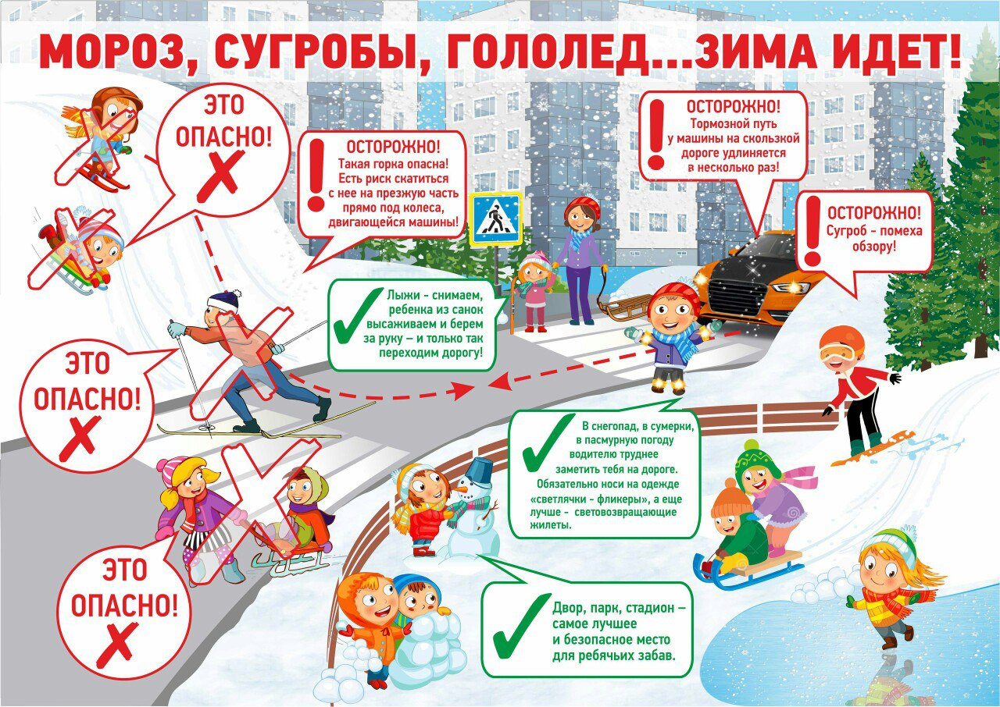 МОРОЗ, СУГРОБЫ, ГОЛОЛЕД...ЗИМА ИДЕТ!
ЭТО
ОПАСНО!
ОСТОРОЖНО!
Такая горка опасна!
Есть риск скатиться
с нее на презжую часть
прямо под колеса,
двигающейся машины!
ОСТОРОЖНО!
Тормозной путь
у машины на скользкой
дороге удлиняется
в несколько раз!
ОСТОРОЖНО!
Сугроб - помеха
обзору!
Лыжи - снимаем,
ребенка из санок
высаживаем и берем
за руку – и только так
переходим дорогу!
ЭТО
ОПАСНО!
В снегопад, в сумерки,
в пасмурную погоду
водителю труднее
заметить тебя на дороге.
Обязательно носи на одежде
«светлячки - фликеры», а еще
лучше - световозвращающие
жилеты.
ЭТО
ОПАСНО!
Двор, парк, стадион –
самое лучшее
и безопасное место
для ребячьих забав.